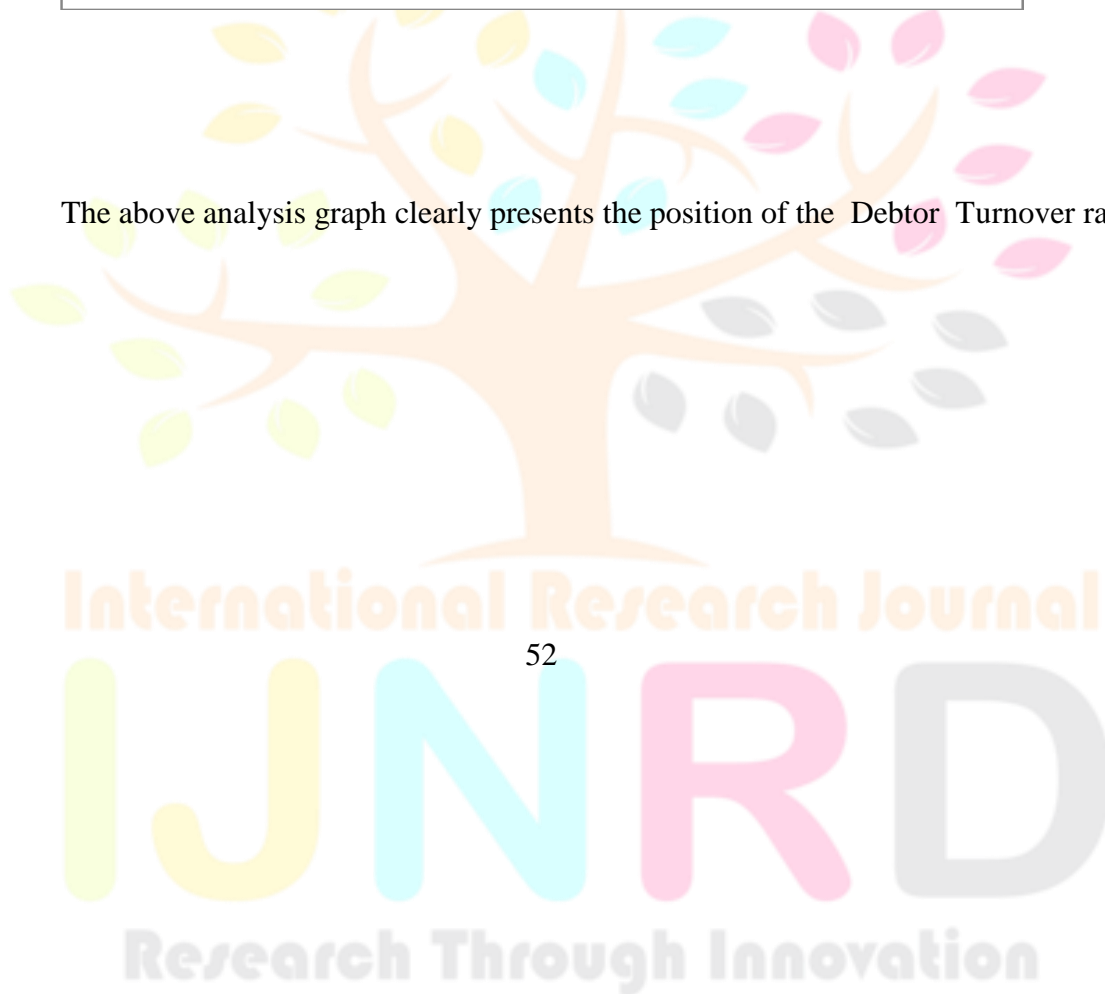 The above analysis graph clearly presents the position of the Debtor Turnover ra
International Research Journal
52
IJNRD
Research Through Innovation